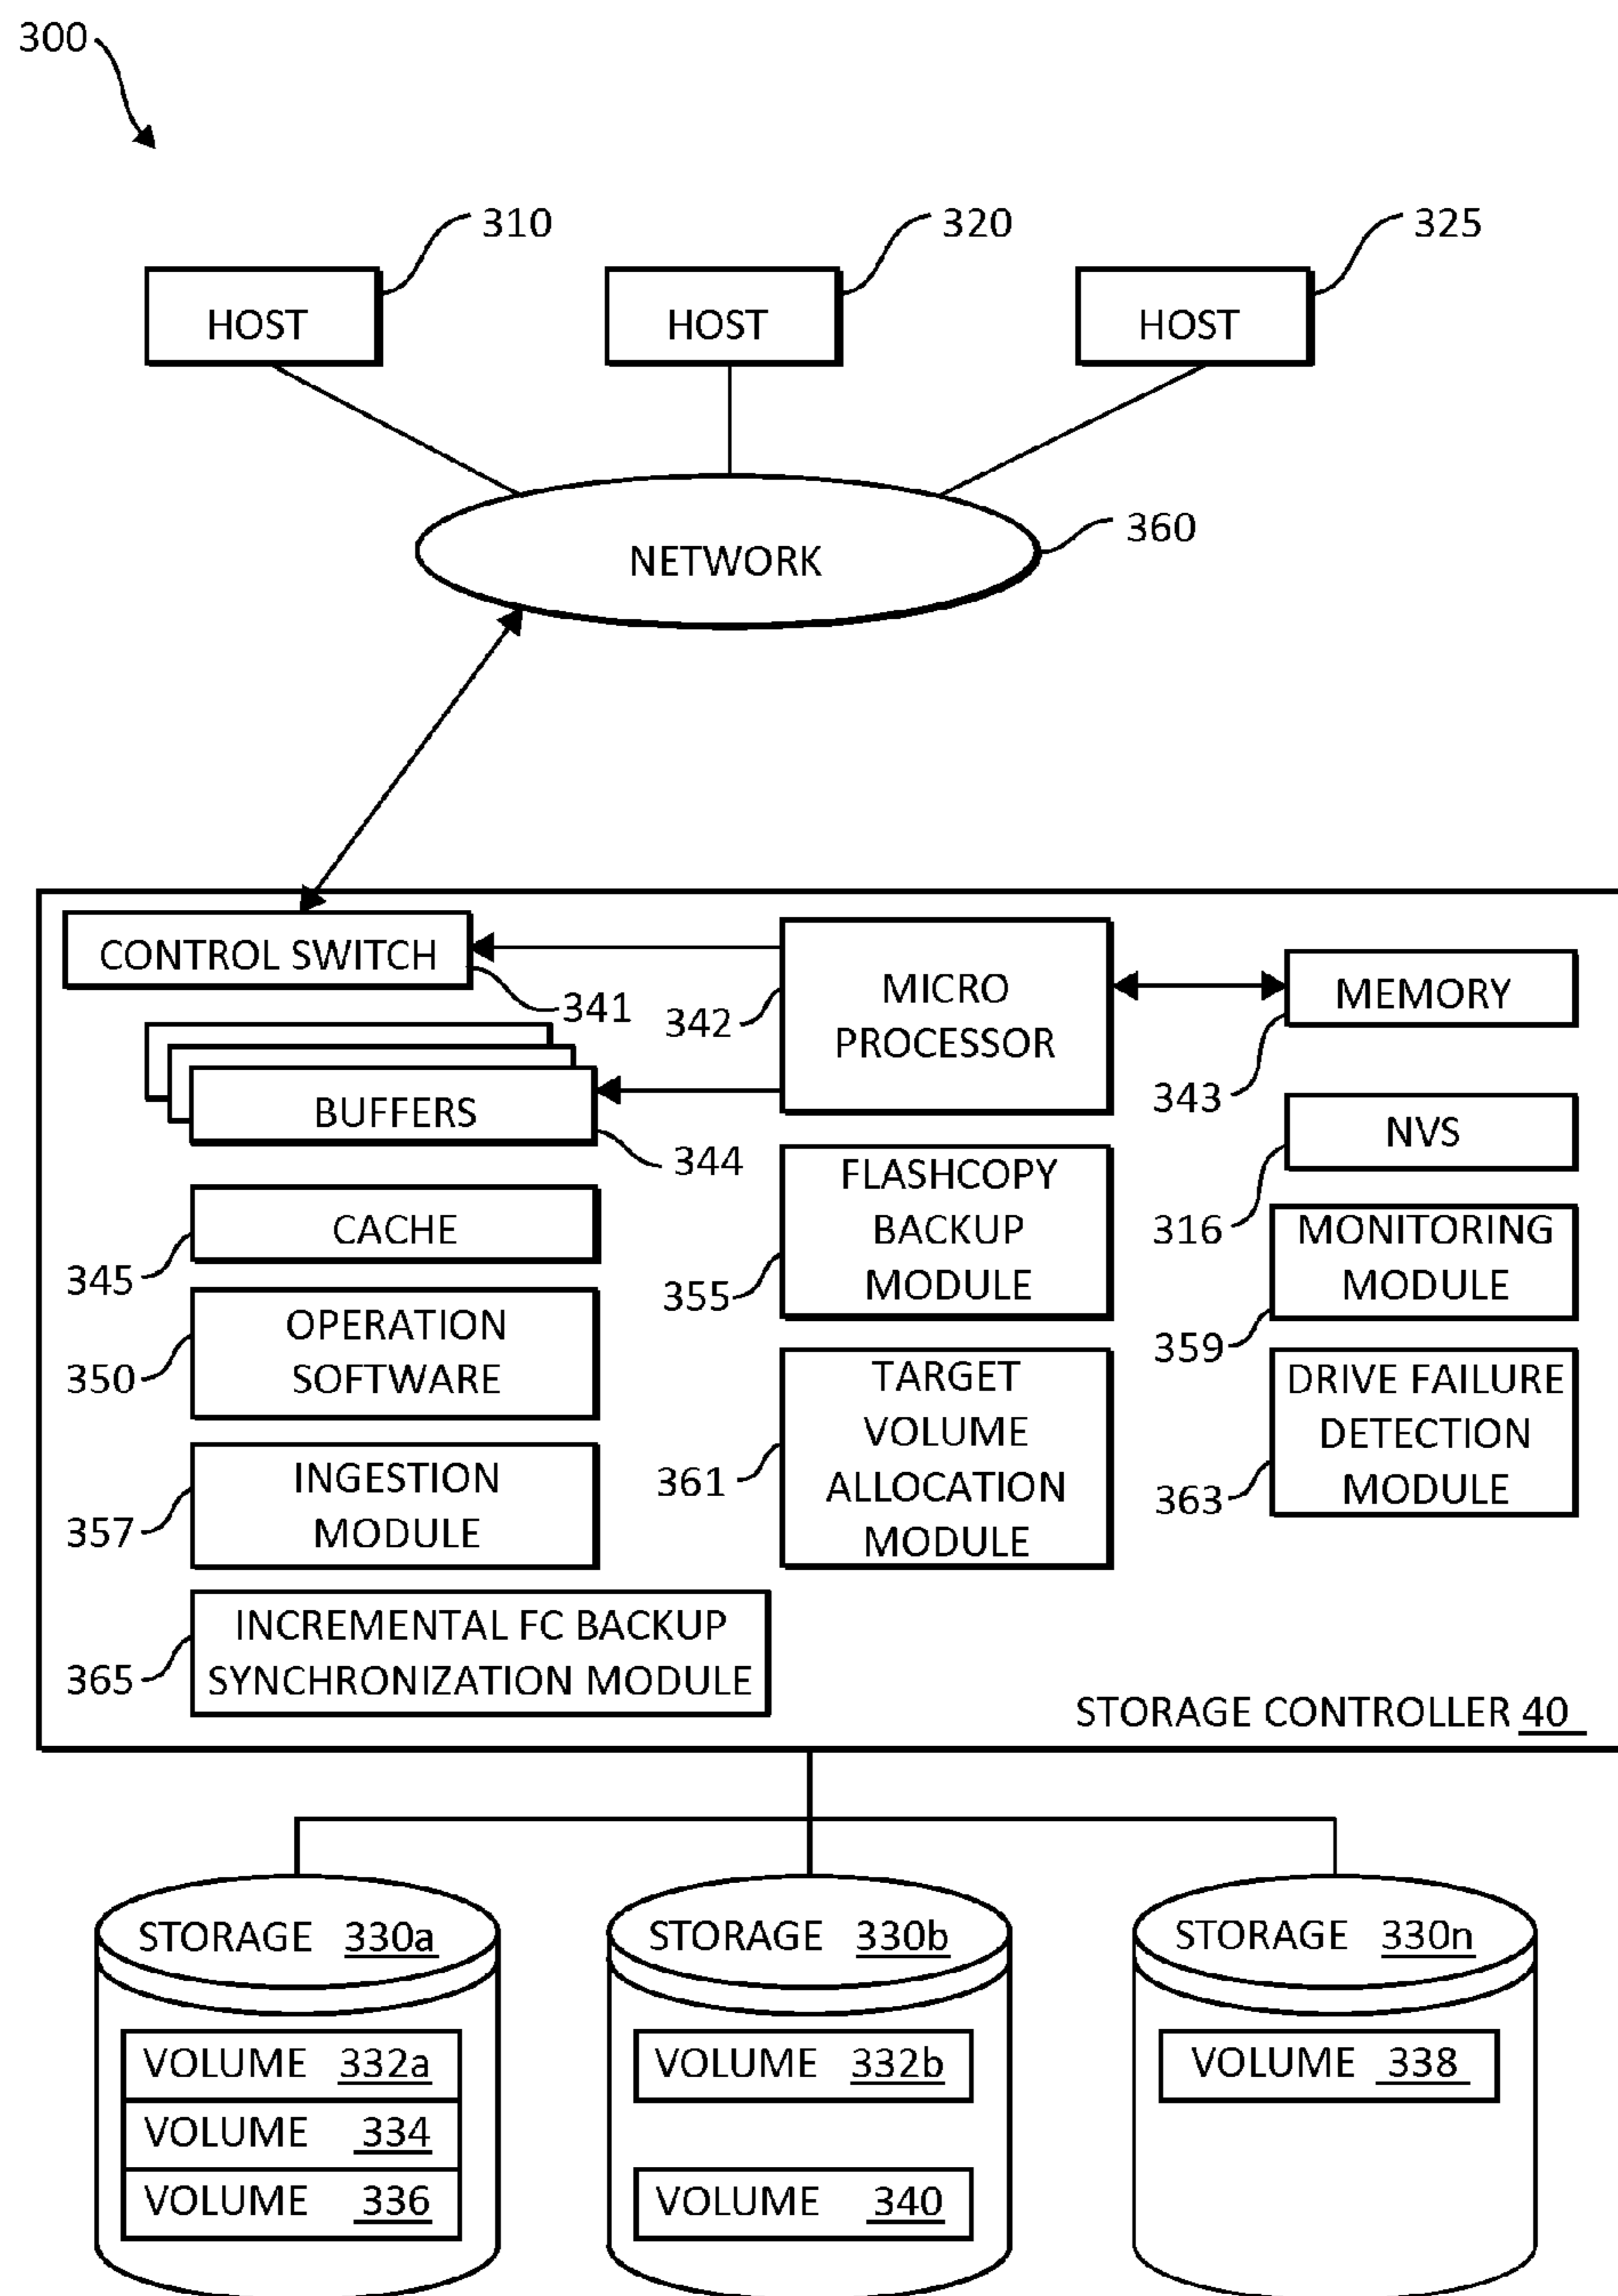 300
310
320
325
HOST
HOST
HOST
360
NETWORK
CONTROL SWITCH
341
342
MICRO
PROCESSOR
MEMORY
343
BUFFERS
344
NVS
316
CACHE
345
FLASHCOPY
BACKUP
MODULE
355
MONITORING
MODULE
359
OPERATION
SOFTWARE
350
TARGET
VOLUME
ALLOCATION
MODULE
361
DRIVE FAILURE
DETECTION
MODULE
363
INGESTION
MODULE
357
INCREMENTAL FC BACKUP
SYNCHRONIZATION MODULE
365
STORAGE CONTROLLER 40
STORAGE 330a
STORAGE 330b
STORAGE 330n
VOLUME 332a
VOLUME 334
VOLUME 336
VOLUME 332b
VOLUME 340
VOLUME 338